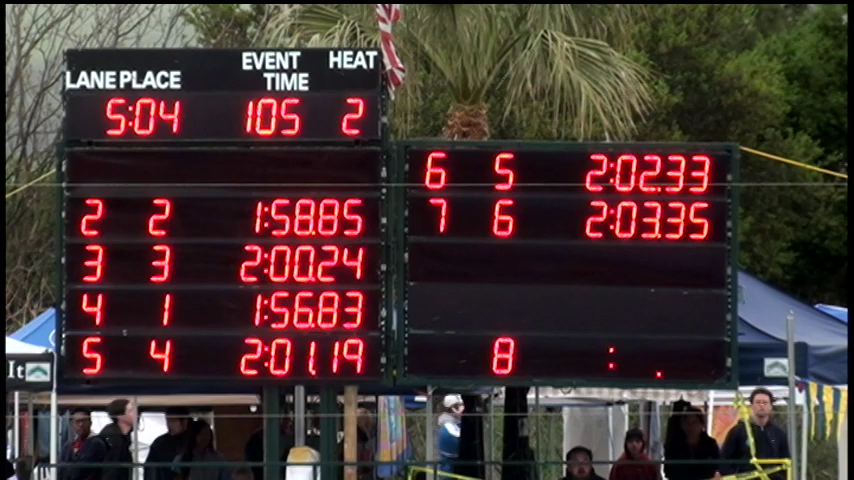 LANE PLACE EVENT TIME HEAT
5:04 105 2
2 2 1:58.85
3 3 2:00.24
4 1 1:56.83
5 4 2:01.19
6 5 2:02.33
7 6 2:03.35
8 : .
It